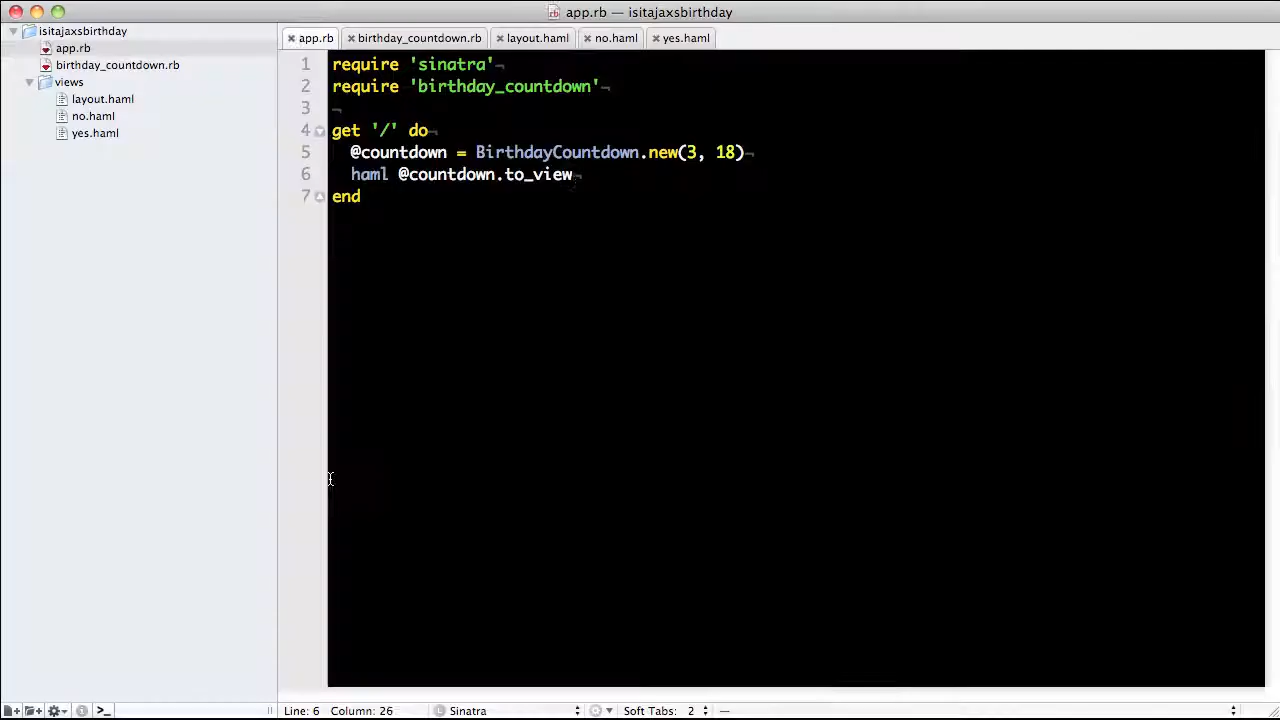 app.rb — isitajaxsbirthday
isitajaxsbirthday
app.rb
birthday_countdown.rb
views
layout.haml
no.haml
yes.haml
app.rb birthday_countdown.rb layout.haml no.haml yes.haml
1 require 'sinatra'¬
2 require 'birthday_countdown'¬
3 ¬
4 get '/' do¬
5 @countdown = BirthdayCountdown.new(3, 18)¬
6 haml @countdown.to_view¬
7 end
Line: 6 Column: 26 L Sinatra Soft Tabs: 2 —